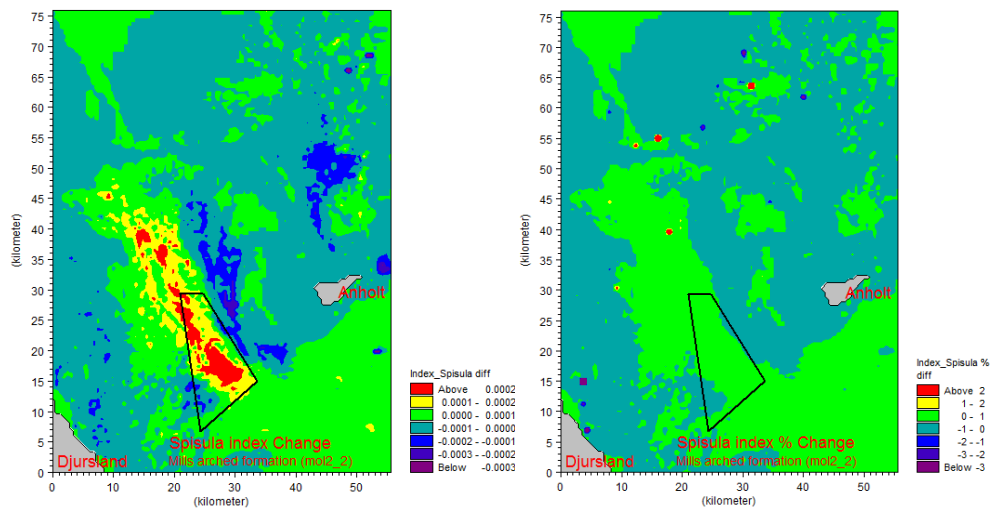 75
70
65
60
55
50
45
40
35
30
25
20
15
10
5
0
(kilometer)
0 10 20 30 40 50
(kilometer)
Anholt
Djursland
Spisula index Change
Mills arched formation (mol2_2)
Index_Spisula diff
Above 0.0002
0.0001 - 0.0002
0.0000 - 0.0001
-0.0001 - 0.0000
-0.0002 - -0.0001
-0.0003 - -0.0002
Below -0.0003
75
70
65
60
55
50
45
40
35
30
25
20
15
10
5
0
(kilometer)
0 10 20 30 40 50
(kilometer)
Anholt
Djursland
Spisula index % Change
Mills arched formation (mol2_2)
Index_Spisula %
diff
Above 2
1 - 2
0 - 1
-1 - 0
-2 - -1
-3 - -2
Below -3